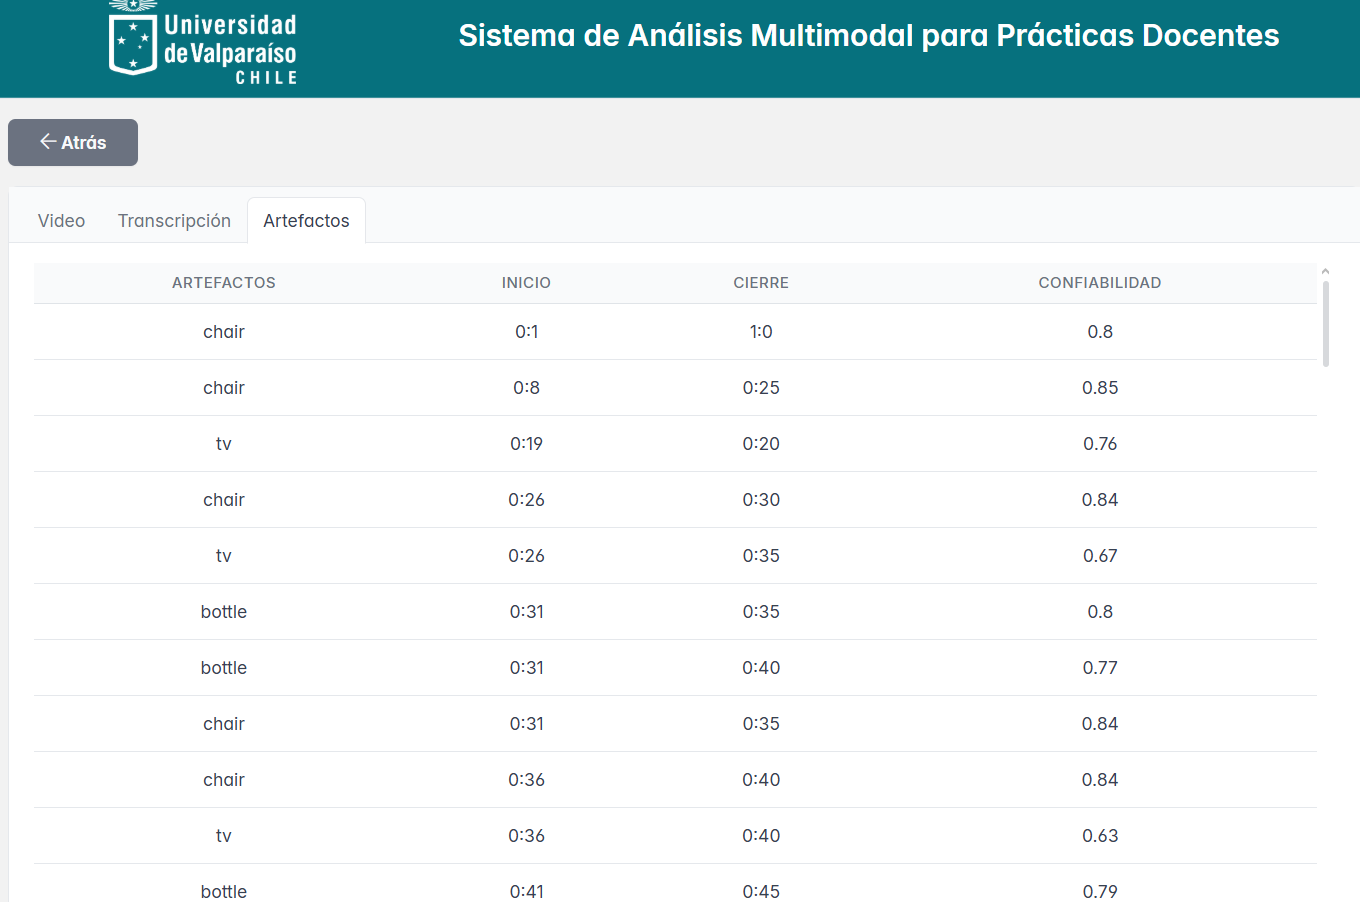 Universidad
de Valparaíso
CHILE
Sistema de Análisis Multimodal para Prácticas Docentes
Atrás
Video Transcripción Artefactos
ARTEFACTOS INICIO CIERRE CONFIABILIDAD
chair 0:1 1:0 0.8
chair 0:8 0:25 0.85
tv 0:19 0:20 0.76
chair 0:26 0:30 0.84
tv 0:26 0:35 0.67
bottle 0:31 0:35 0.8
bottle 0:31 0:40 0.77
chair 0:31 0:35 0.84
chair 0:36 0:40 0.84
tv 0:36 0:40 0.63
bottle 0:41 0:45 0.79